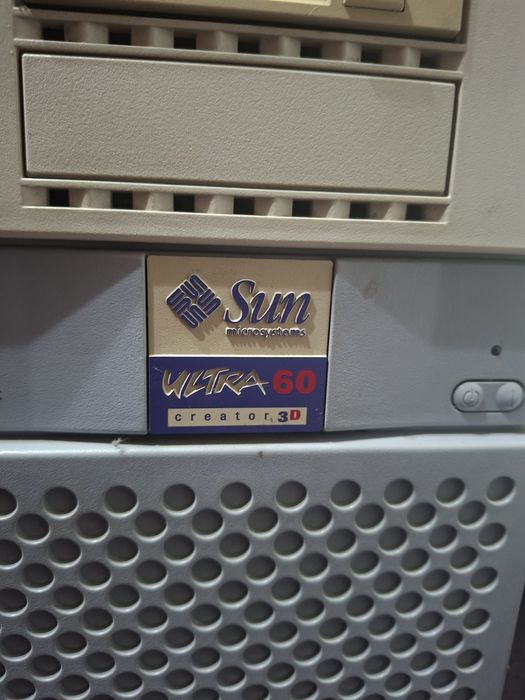 Sun
microsystems
ULTRA 60
creator 3D